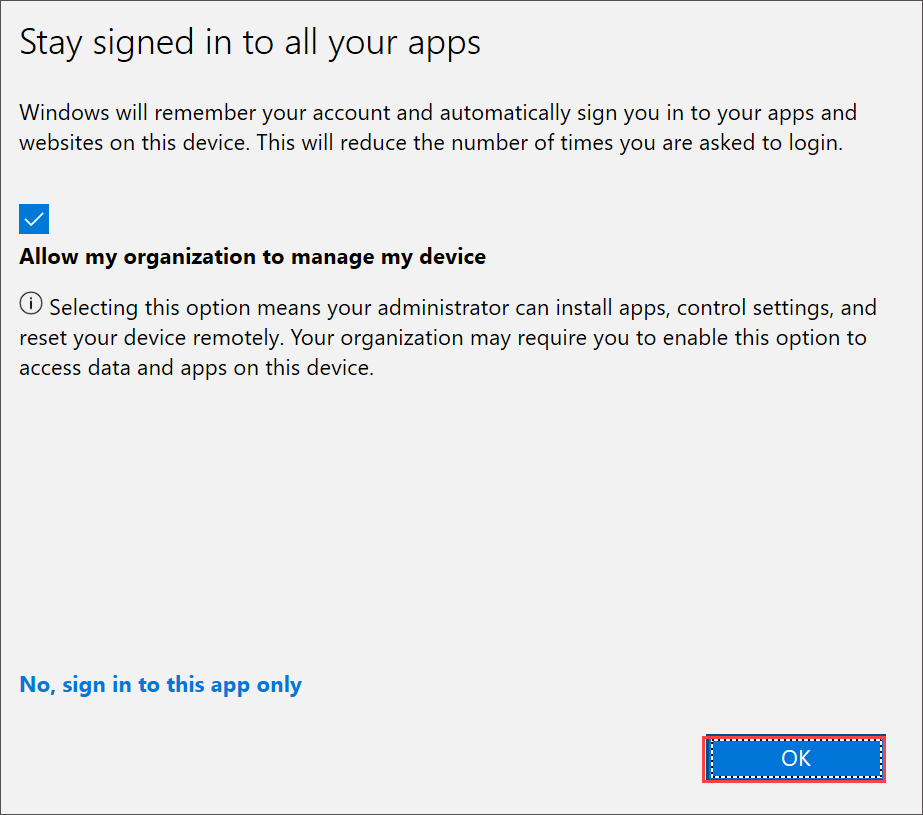 Stay signed in to all your apps
Windows will remember your account and automatically sign you in to your apps and
websites on this device. This will reduce the number of times you are asked to login.
Allow my organization to manage my device
Selecting this option means your administrator can install apps, control settings, and
reset your device remotely. Your organization may require you to enable this option to
access data and apps on this device.
No, sign in to this app only
OK